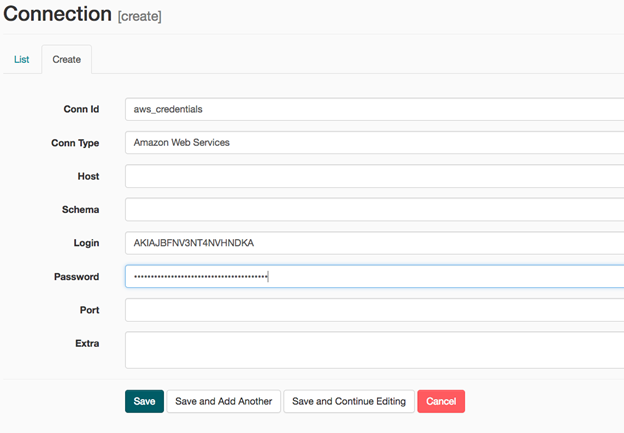 Connection [create]
List Create
Conn Id aws_credentials
Conn Type Amazon Web Services
Host
Schema
Login AKIAJBFNV3NT4NVHNDKA
Password ••••••••••••••••••••••••••••••••••••••••
Port
Extra
Save Save and Add Another Save and Continue Editing Cancel